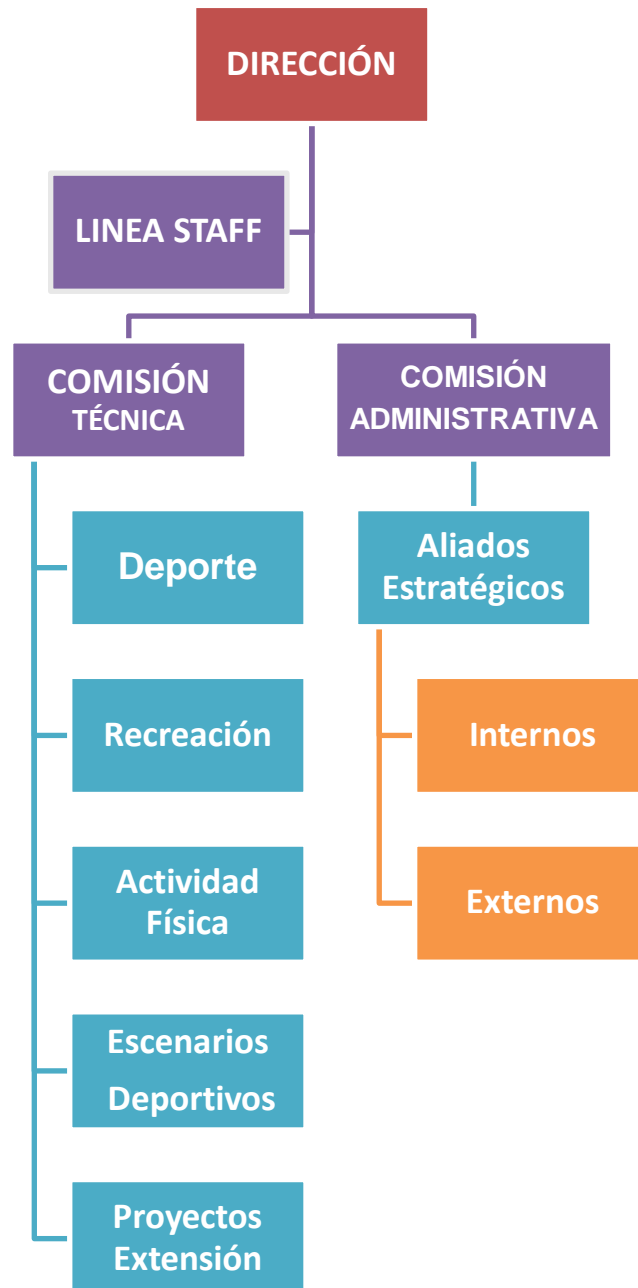 DIRECCIÓN
LINEA STAFF
COMISIÓN
TÉCNICA
COMISIÓN
ADMINISTRATIVA
Deporte
Recreación
Actividad
Física
Escenarios
Deportivos
Proyectos
Extensión
Aliados
Estratégicos
Internos
Externos